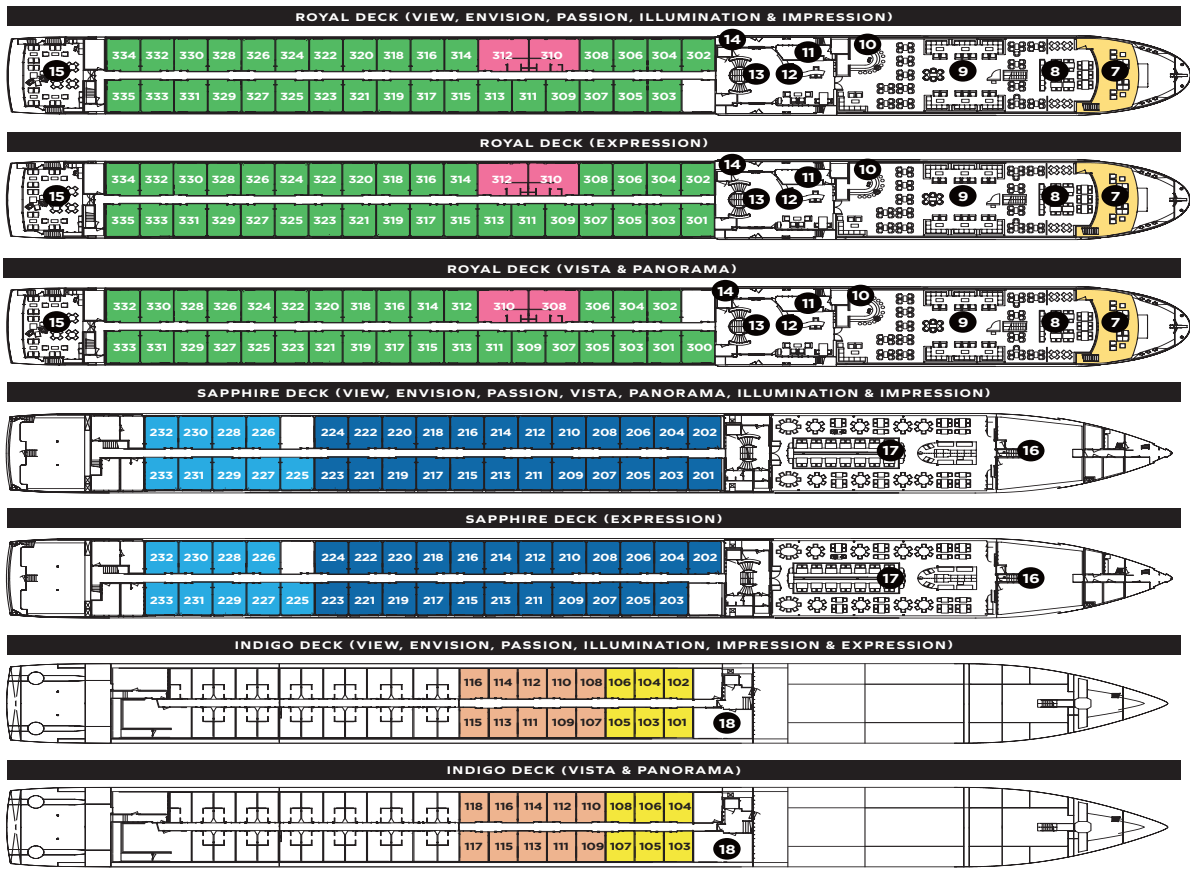 ROYAL DECK (VIEW, ENVISION, PASSION, ILLUMINATION & IMPRESSION)
14
11
10
334 332 330 328 326 324 322 320 318 316 314 312 310 308 306 304 302
15
13
12
9
8
7
335 333 331 329 327 325 323 321 319 317 315 313 311 309 307 305 303
ROYAL DECK (EXPRESSION)
14
11
10
334 332 330 328 326 324 322 320 318 316 314 312 310 308 306 304 302
15
13
12
9
8
7
335 333 331 329 327 325 323 321 319 317 315 313 311 309 307 305 303 301
ROYAL DECK (VISTA & PANORAMA)
14
11
10
332 330 328 326 324 322 320 318 316 314 312 310 308 306 304 302
15
13
12
9
8
7
333 331 329 327 325 323 321 319 317 315 313 311 309 307 305 303 301 300
SAPPHIRE DECK (VIEW, ENVISION, PASSION, VISTA, PANORAMA, ILLUMINATION & IMPRESSION)
232 230 228 226 224 222 220 218 216 214 212 210 208 206 204 202
17
16
233 231 229 227 225 223 221 219 217 215 213 211 209 207 205 203 201
SAPPHIRE DECK (EXPRESSION)
232 230 228 226 224 222 220 218 216 214 212 210 208 206 204 202
17
16
233 231 229 227 225 223 221 219 217 215 213 211 209 207 205 203
INDIGO DECK (VIEW, ENVISION, PASSION, ILLUMINATION, IMPRESSION & EXPRESSION)
116 114 112 110 108 106 104 102
115 113 111 109 107 105 103 101
18
INDIGO DECK (VISTA & PANORAMA)
118 116 114 112 110 108 106 104
117 115 113 111 109 107 105 103
18